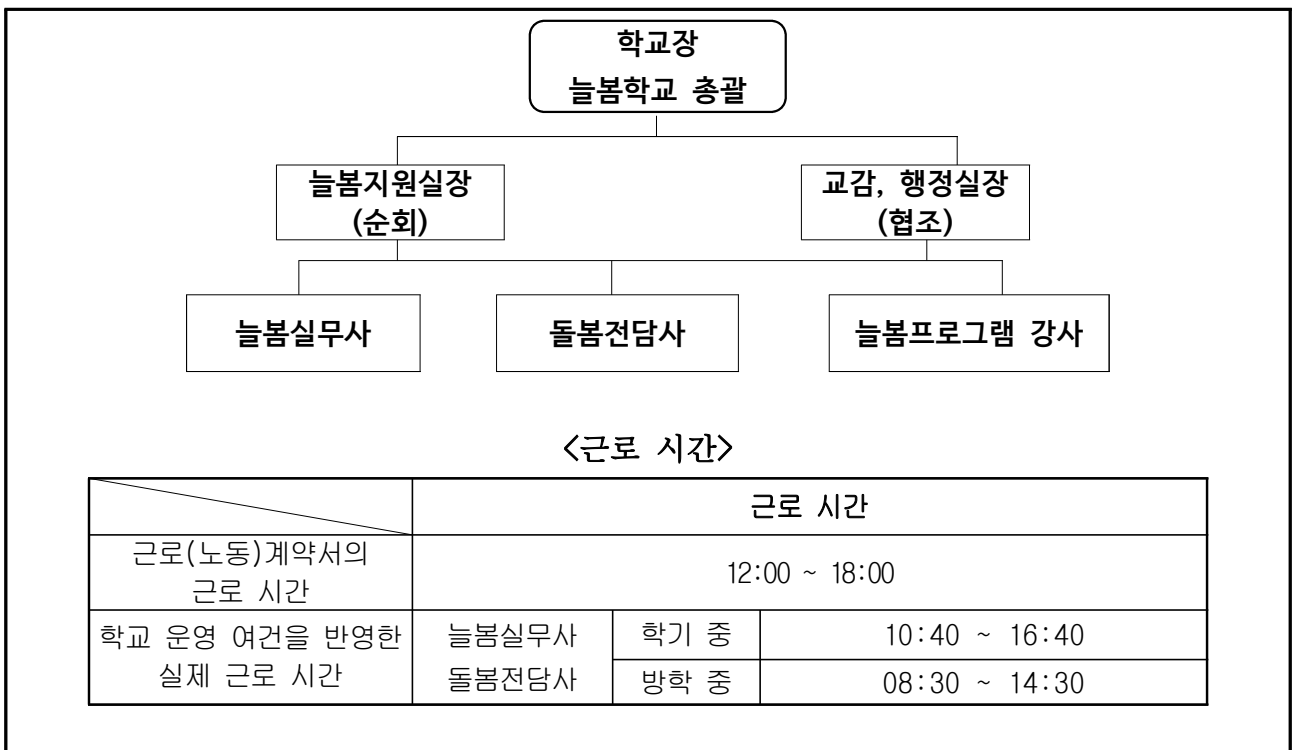 학교장
늘봄학교 총괄
늘봄지원실장
(순회)
교감, 행정실장
(협조)
늘봄실무사
돌봄전담사
늘봄프로그램 강사
<근로 시간>
근로 시간
근로(노동)계약서의
근로 시간
12:00 ~ 18:00
학교 운영 여건을 반영한
실제 근로 시간
늘봄실무사
돌봄전담사
학기 중
10:40 ~ 16:40
방학 중
08:30 ~ 14:30